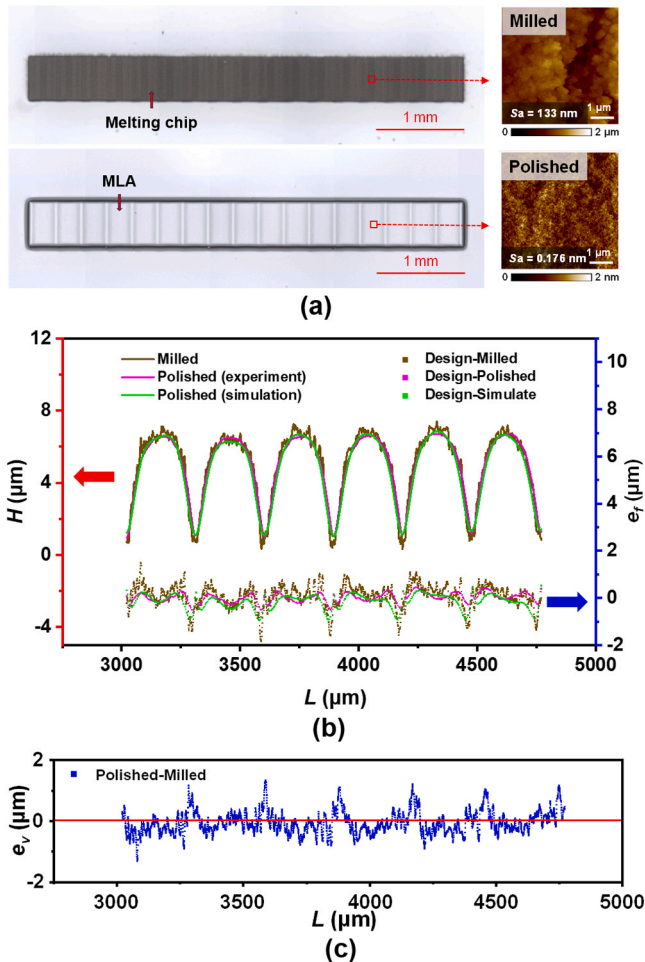 Milled
Melting chip
1 mm
Sa = 133 nm
1 μm
0 2 μm
MLA
1 mm
Polished
Sa = 0.176 nm
1 μm
0 2 nm
(a)
Milled
Polished (experiment)
Polished (simulation)
Design-Milled
Design-Polished
Design-Simulate
H (μm)
12
8
4
0
-4
e_f (μm)
10
8
6
4
2
0
-2
3000 3500 4000 4500 5000
L (μm)
(b)
Polished-Milled
e_v (μm)
2
0
-2
3000 3500 4000 4500 5000
L (μm)
(c)